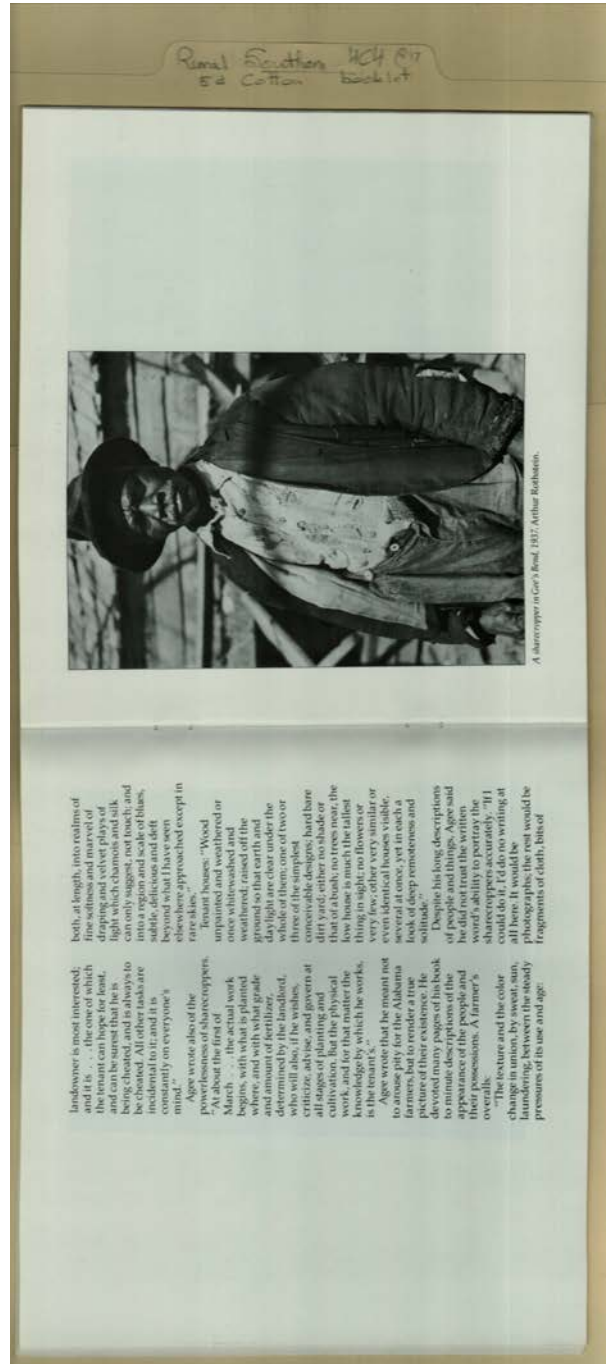 Rural Southern 4C4 @17
5d Cotton booklet
landowner is most interested;
and it is . . . the one of which
the tenant can hope for least,
and can be surest that he is
being cheated, and is always to
be cheated. All other tasks are
incidental to it; and it is
constantly on everyone's
mind."
Agee wrote also of the
powerlessness of sharecroppers.
"At about the first of
March . . . the actual work
begins, with what is planted
where, and with what grade
and amount of fertilizer,
determined by the landlord,
who will also, if he wishes,
criticize, advise, and govern at
all stages of planting and
cultivation. But the physical
work, and for that matter the
knowledge by which he works,
is the tenant's."
Agee wrote that he meant not
to arouse pity for the Alabama
farmers, but to render a true
picture of their existence. He
devoted many pages of his book
to minute descriptions of the
appearance of the people and
their posessions. A farmer's
overalls:
"The texture and the color
change in union, by sweat, sun,
laundering, between the steady
pressures of its use and age:
both, at length, into realms of
fine softness and marvel of
draping and velvet plays of
light which chamois and silk
can only suggest, not touch; and
into a region and scale of blues,
subtle, delicious and deft
beyond what I have seen
elsewhere approached except in
rare skies."
Tenant houses: "Wood
unpainted and weathered or
once whitewashed and
weathered; raised off the
ground so that earth and
daylight are clear under the
whole of them; one of two or
three of the simplest
conceivable designs; hard bare
dirt yard; either no shade or
that of a bush, no trees near, the
low house is much the tallest
thing in sight; no flowers or
very few; other very similar or
even identical houses visible,
several at once, yet in each a
look of deep remoteness and
solitude."
Despite his long descriptions
of people and things, Agee said
he did not trust the written
word's ability to portray the
sharecroppers accurately. "If I
could do it, I'd do no writing at
all here. It would be
photographs; the rest would be
fragments of cloth, bits of
A sharecropper in Gee's Bend, 1937. Arthur Rothstein.